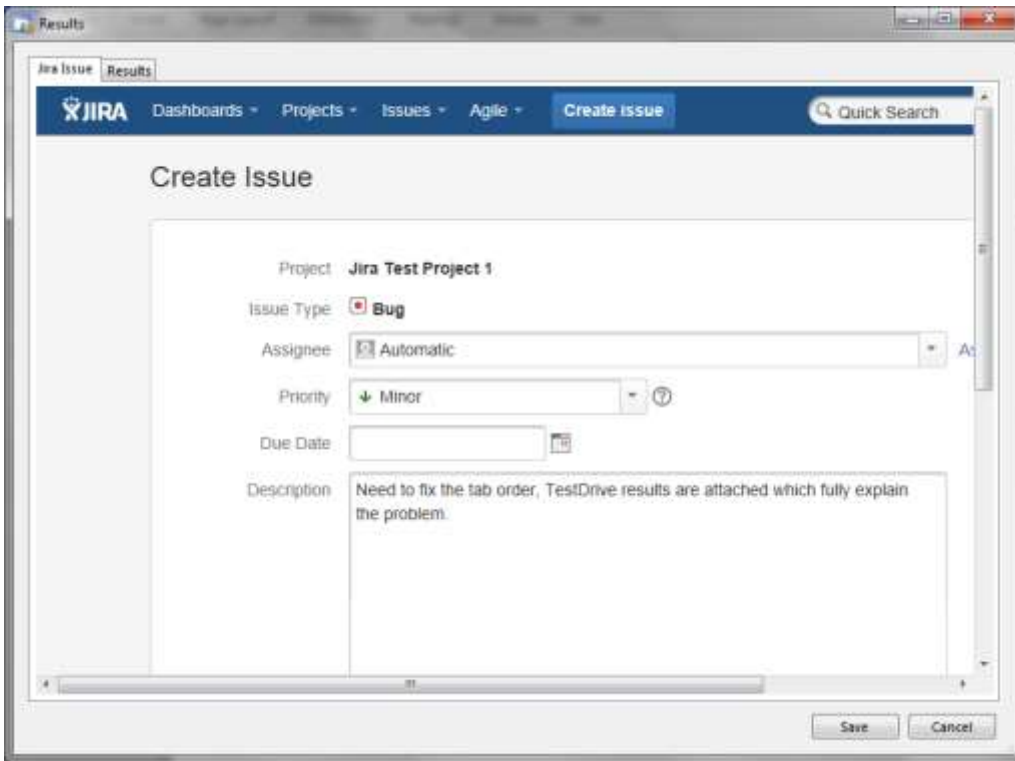 Results
Jira Issue Results
JIRA Dashboards Projects Issues Agile Create Issue Quick Search
Create Issue
Project Jira Test Project 1
Issue Type Bug
Assignee Automatic As
Priority Minor
Due Date
Description Need to fix the tab order, TestDrive results are attached which fully explain
the problem.
Save Cancel